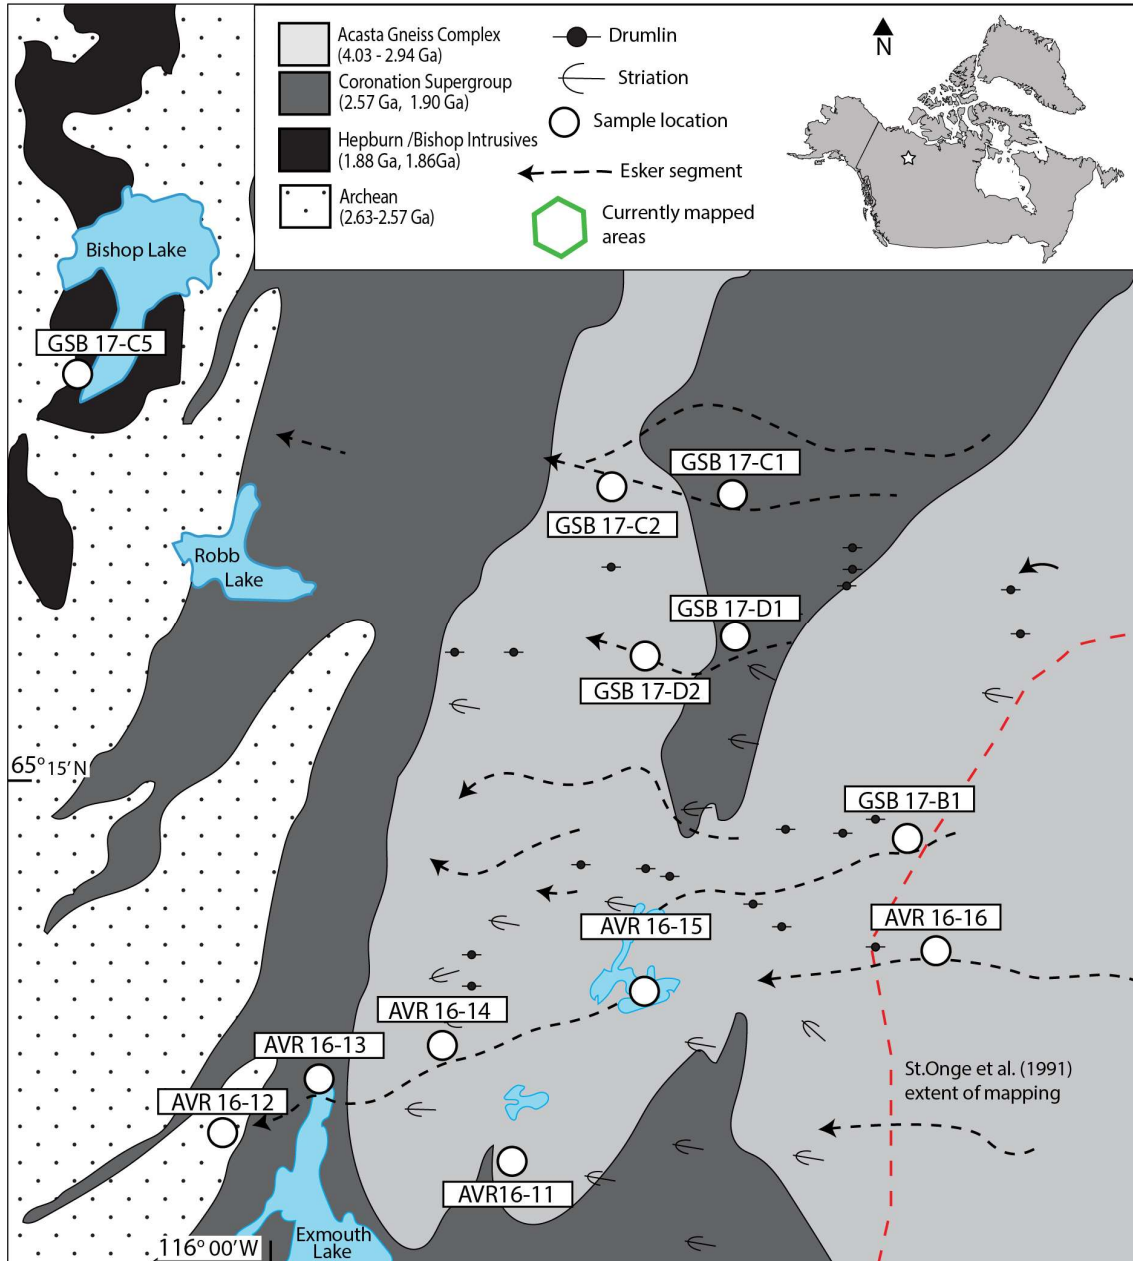 Acasta Gneiss Complex
(4.03 - 2.94 Ga)
Coronation Supergroup
(2.57 Ga, 1.90 Ga)
Hepburn /Bishop Intrusives
(1.88 Ga, 1.86Ga)
Archean
(2.63-2.57 Ga)
Drumlin
Striation
Sample location
Esker segment
Currently mapped
areas
N
Bishop Lake
GSB 17-C5
GSB 17-C1
GSB 17-C2
Robb
Lake
GSB 17-D1
GSB 17-D2
65° 15'N
GSB 17-B1
AVR 16-15
AVR 16-16
AVR 16-14
AVR 16-13
AVR 16-12
St.Onge et al. (1991)
extent of mapping
AVR16-11
Exmouth
Lake
116° 00'W